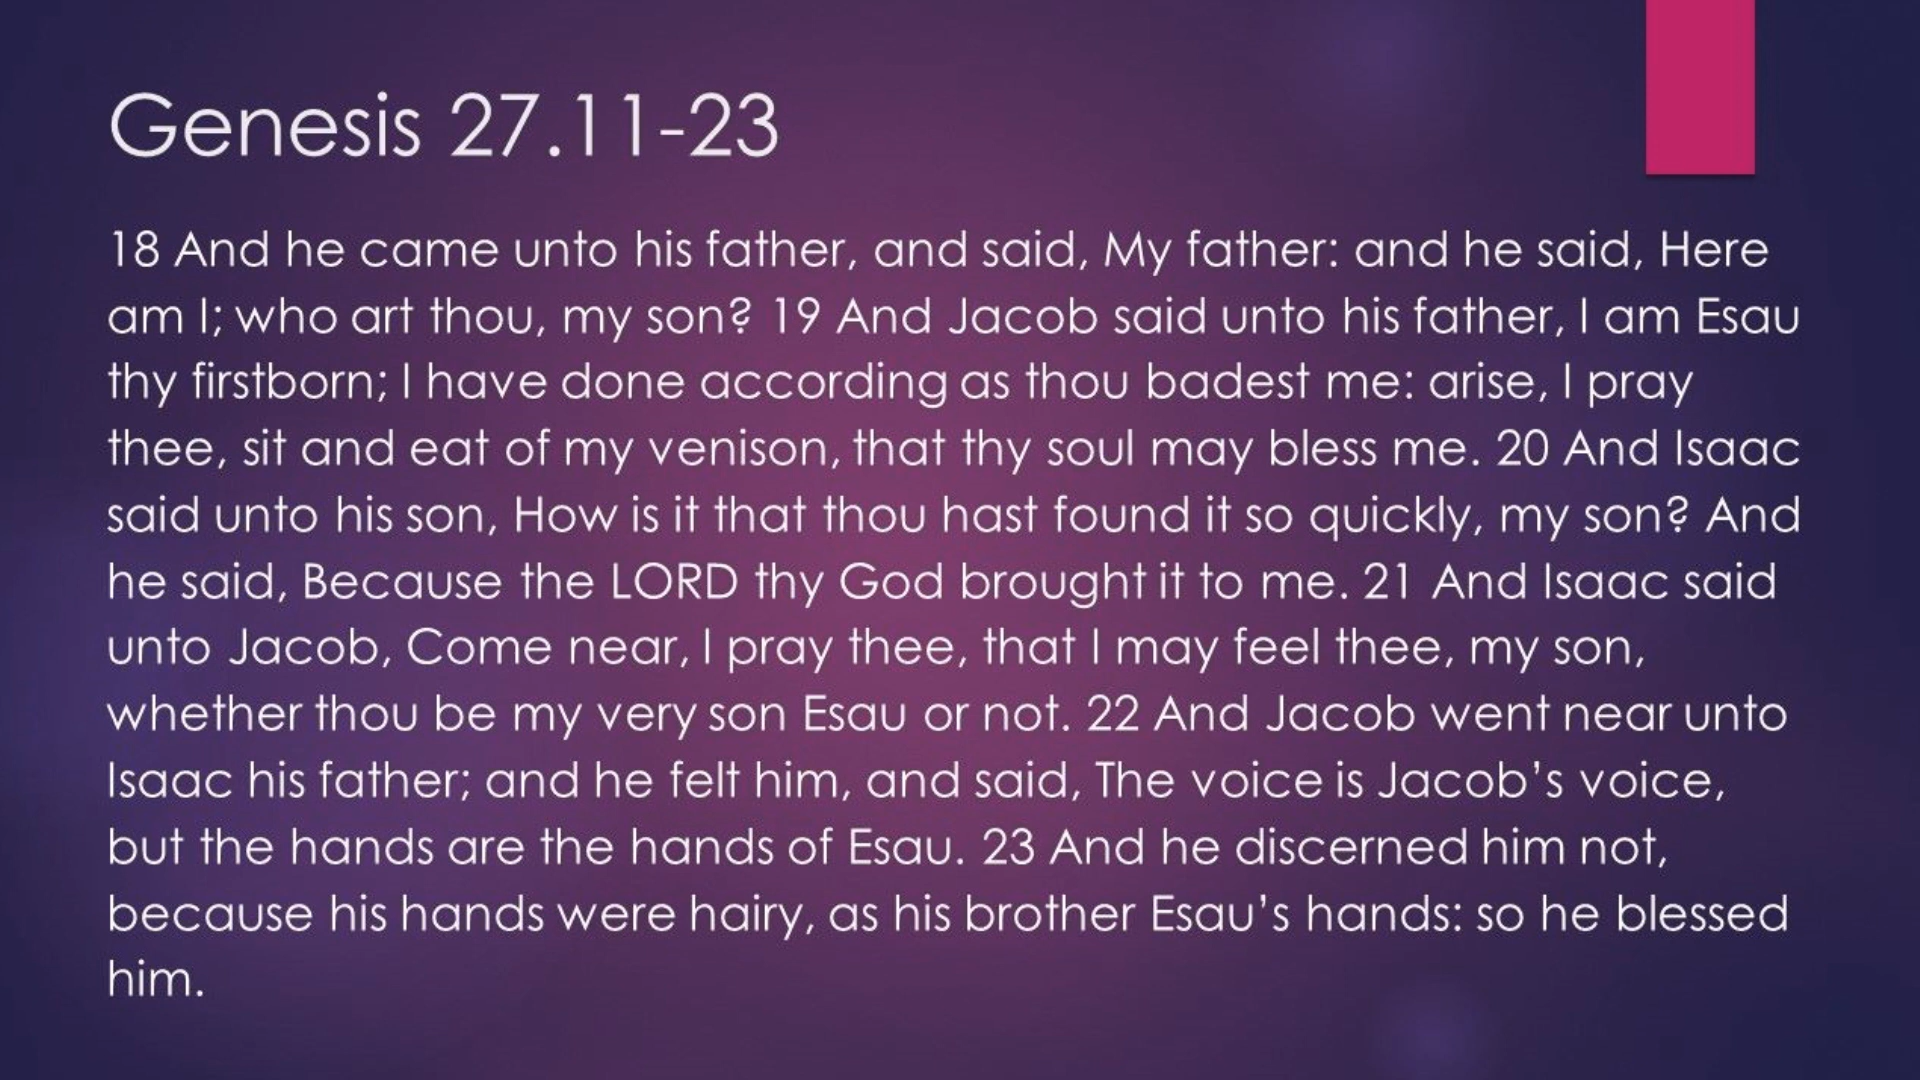 Genesis 27.11-23
18 And he came unto his father, and said, My father: and he said, Here
am I; who art thou, my son? 19 And Jacob said unto his father, I am Esau
thy firstborn; I have done according as thou badest me: arise, I pray
thee, sit and eat of my venison, that thy soul may bless me. 20 And Isaac
said unto his son, How is it that thou hast found it so quickly, my son? And
he said, Because the LORD thy God brought it to me. 21 And Isaac said
unto Jacob, Come near, I pray thee, that I may feel thee, my son,
whether thou be my very son Esau or not. 22 And Jacob went near unto
Isaac his father; and he felt him, and said, The voice is Jacob’s voice,
but the hands are the hands of Esau. 23 And he discerned him not,
because his hands were hairy, as his brother Esau’s hands: so he blessed
him.